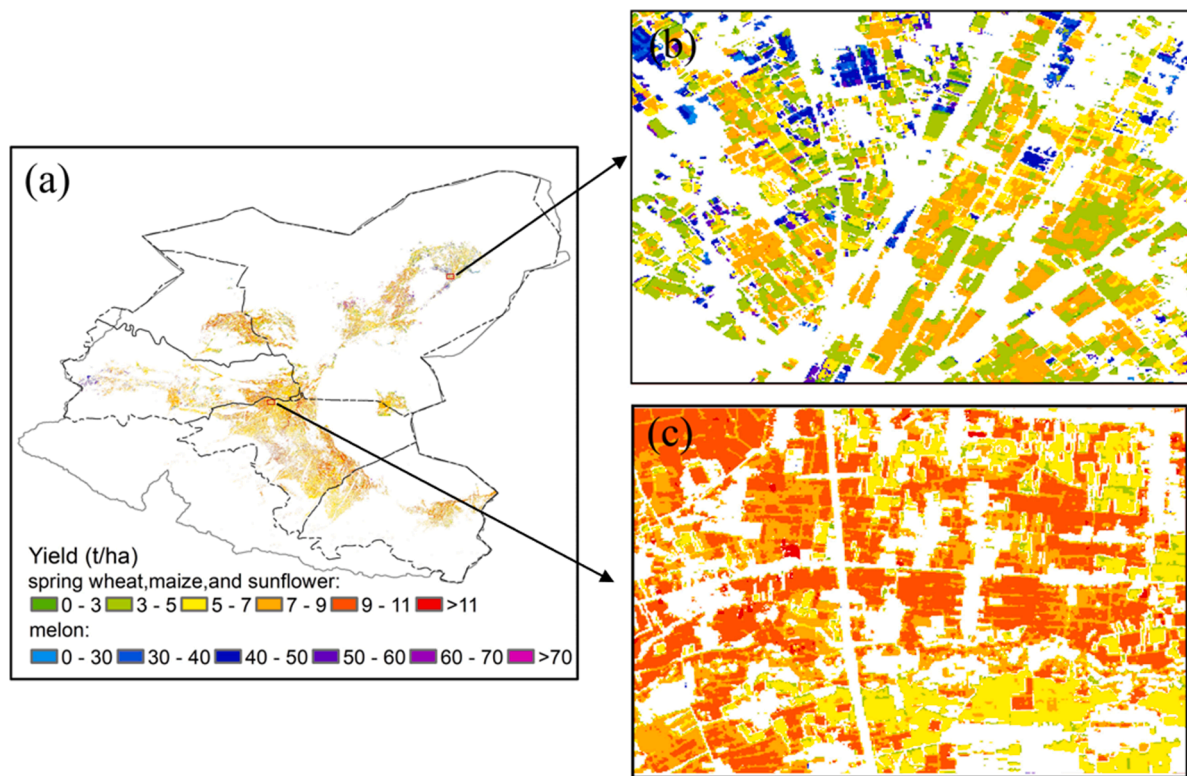 (a)
Yield (t/ha)
spring wheat,maize,and sunflower:
0 - 3 3 - 5 5 - 7 7 - 9 9 - 11 >11
melon:
0 - 30 30 - 40 40 - 50 50 - 60 60 - 70 >70
(b)
(c)